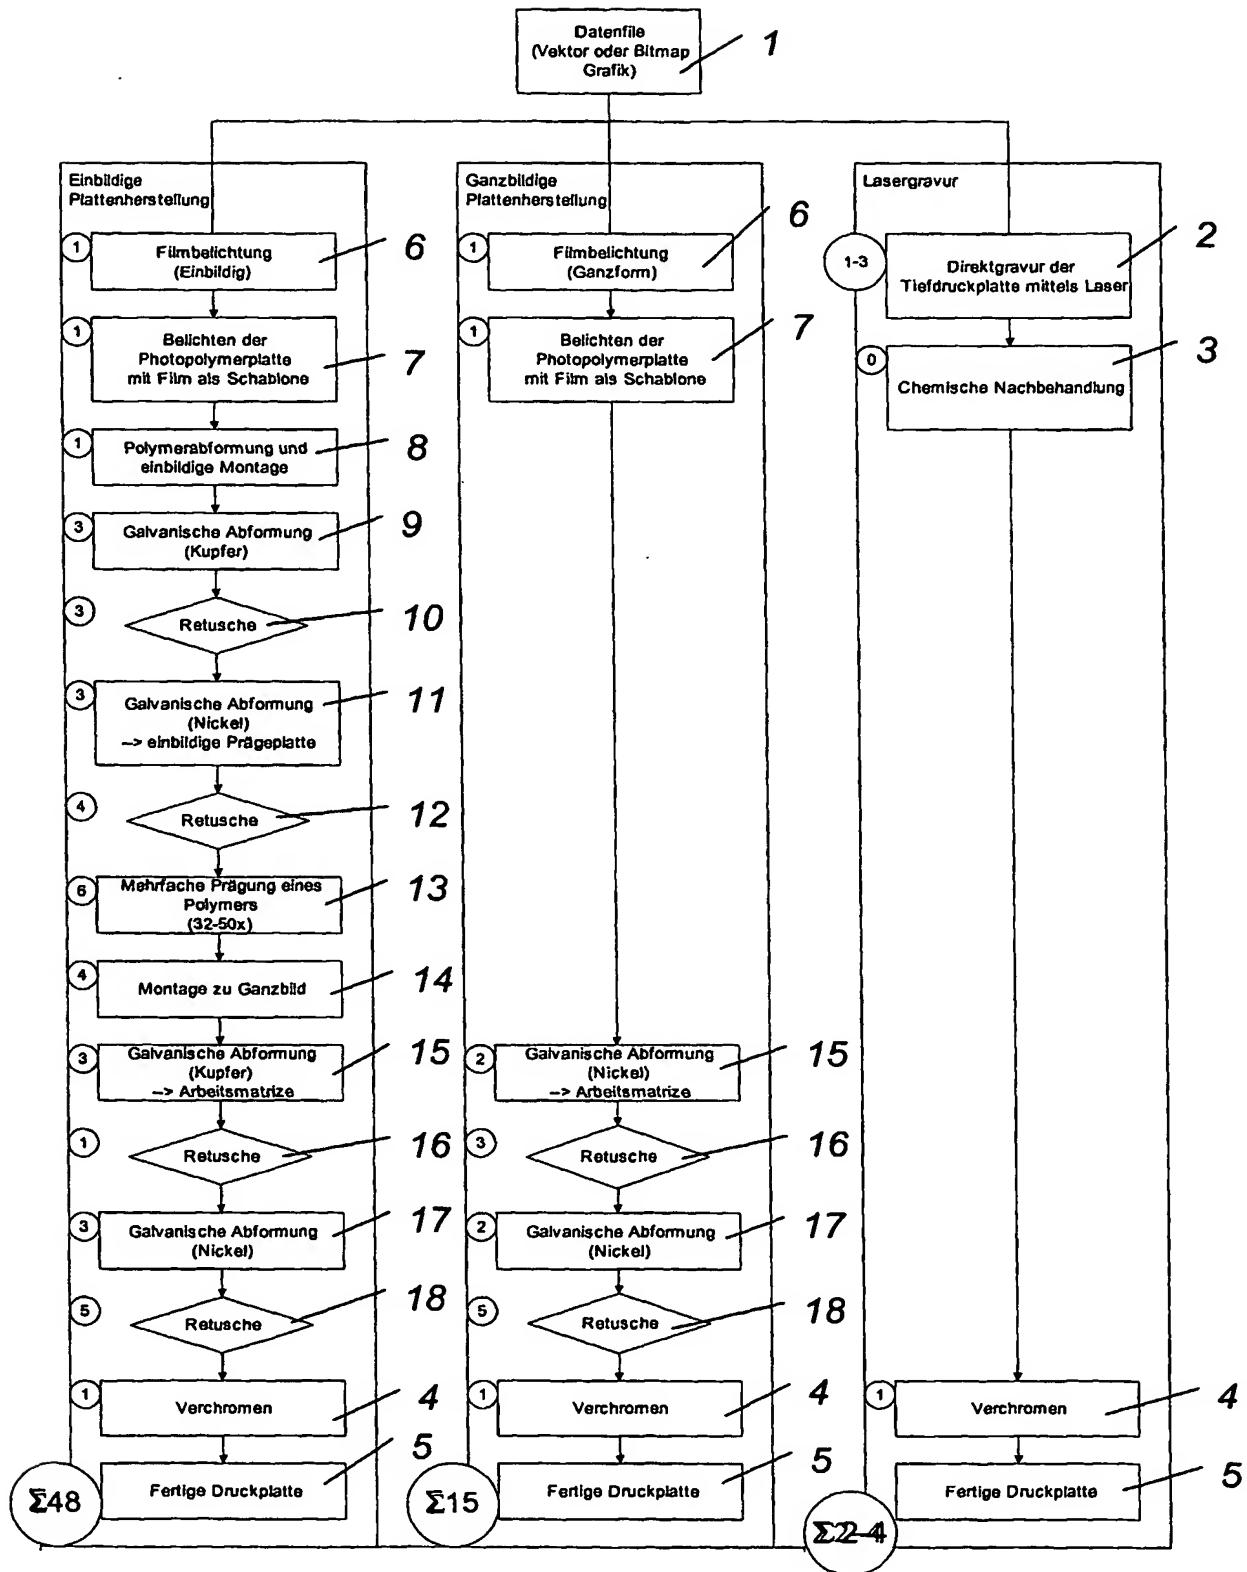 Datenfile
(Vektor oder Bitmap
Grafik)
1
Einbildige
Plattenherstellung
1
Filmbelichtung
(Einbildig)
6
1
Belichten der
Photopolymerplatte
mit Film als Schablone
7
1
Polymerabformung und
einbildige Montage
8
3
Galvanische Abformung
(Kupfer)
9
3
Retusche
10
3
Galvanische Abformung
(Nickel)
--> einbildige Prägeplatte
11
4
Retusche
12
6
Mehrfache Prägung eines
Polymers
(32-50x)
13
4
Montage zu Ganzbild
14
3
Galvanische Abformung
(Kupfer)
--> Arbeitsmatrize
15
1
Retusche
16
3
Galvanische Abformung
(Nickel)
17
5
Retusche
18
1
Verchromen
4
Fertige Druckplatte
5
Σ48
Ganzbildige
Plattenherstellung
1
Filmbelichtung
(Ganzform)
6
1
Belichten der
Photopolymerplatte
mit Film als Schablone
7
2
Galvanische Abformung
(Nickel)
--> Arbeitsmatrize
15
3
Retusche
16
2
Galvanische Abformung
(Nickel)
17
5
Retusche
18
1
Verchromen
4
Fertige Druckplatte
5
Σ15
Lasergravur
1-3
Direktgravur der
Tiefdruckplatte mittels Laser
2
0
Chemische Nachbehandlung
3
1
Verchromen
4
Fertige Druckplatte
5
Σ2-4